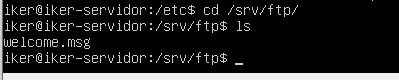 iker@iker-servidor:/etc$ cd /srv/ftp/
iker@iker-servidor:/srv/ftp$ ls
welcome.msg
iker@iker-servidor:/srv/ftp$ _